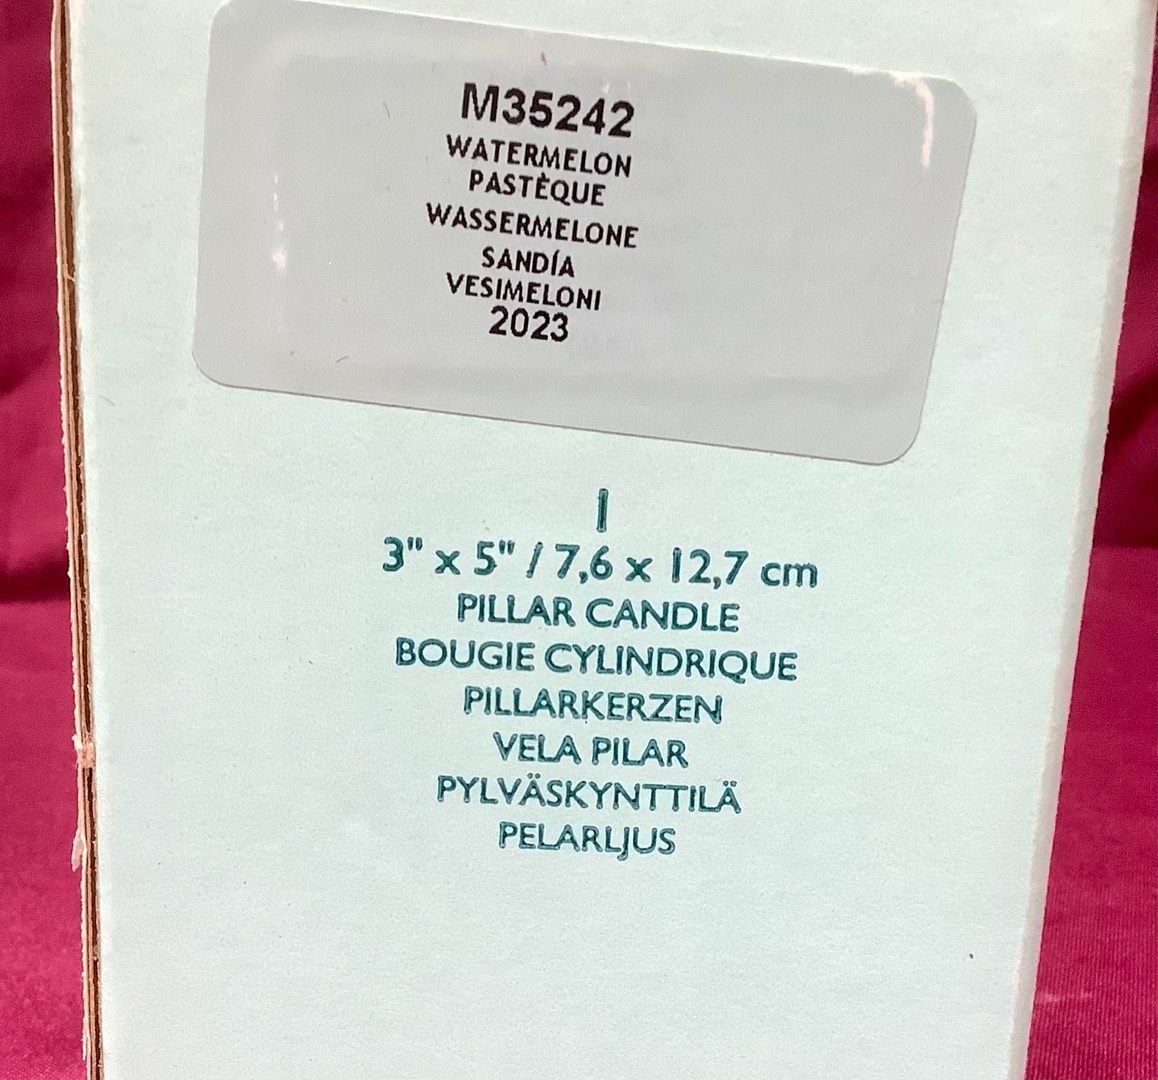 M35242
WATERMELON
PASTÈQUE
WASSERMELONE
SANDÍA
VESIMELONI
2023
1
3" x 5" / 7,6 x 12,7 cm
PILLAR CANDLE
BOUGIE CYLINDRIQUE
PILLARKERZEN
VELA PILAR
PYLVÄSKYNTTILÄ
PELARLJUS